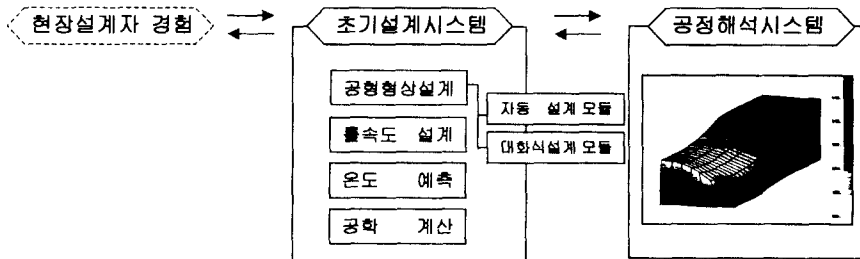 현장설계자 경험
초기설계시스템
공정해석시스템
공형형상설계
자동 설계 모듈
롤속도 설계
대화식설계 모듈
온도 예측
공학 계산